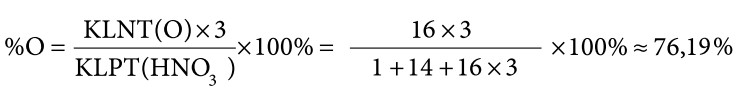 %O = KLNT(O)×3 / KLPT(HNO₃) ×100% = 16×3 / 1+14+16×3 ×100% ≈ 76,19%